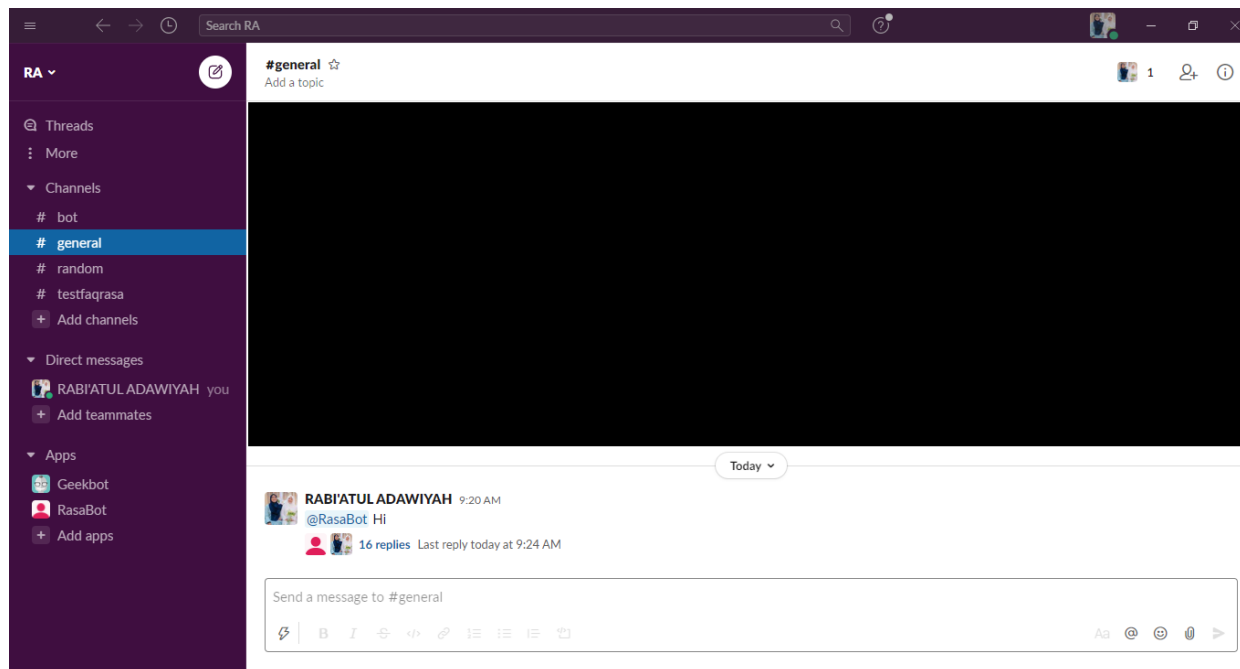 Search RA
RA
#general
Add a topic
1
Threads
More
Channels
# bot
# general
# random
# testfaqrasa
+ Add channels
Direct messages
RABI'ATUL ADAWIYAH you
+ Add teammates
Apps
Geekbot
RasaBot
+ Add apps
Today
RABI'ATUL ADAWIYAH 9:20 AM
@RasaBot Hi
16 replies Last reply today at 9:24 AM
Send a message to #general
B I S </>
Aa @